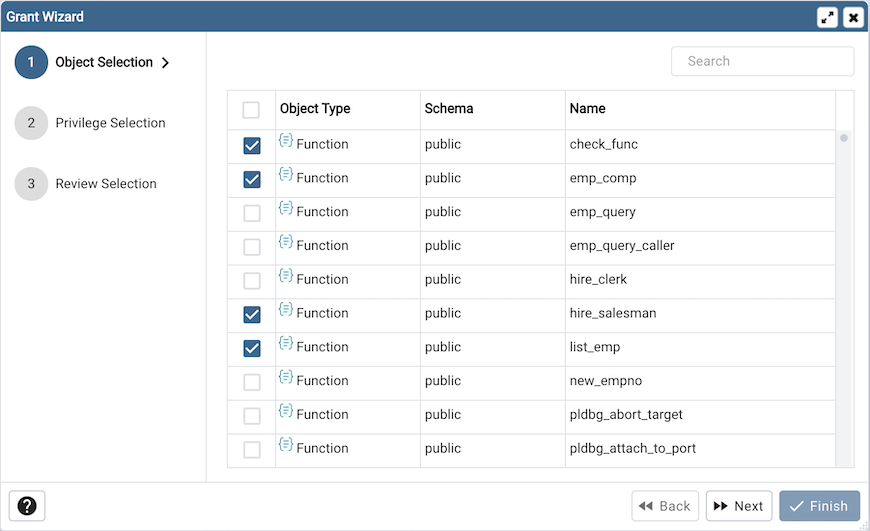 Grant Wizard
1 Object Selection
2 Privilege Selection
3 Review Selection
Search
Object Type Schema Name
Function public check_func
Function public emp_comp
Function public emp_query
Function public emp_query_caller
Function public hire_clerk
Function public hire_salesman
Function public list_emp
Function public new_empno
Function public pldbg_abort_target
Function public pldbg_attach_to_port
? Back Next Finish